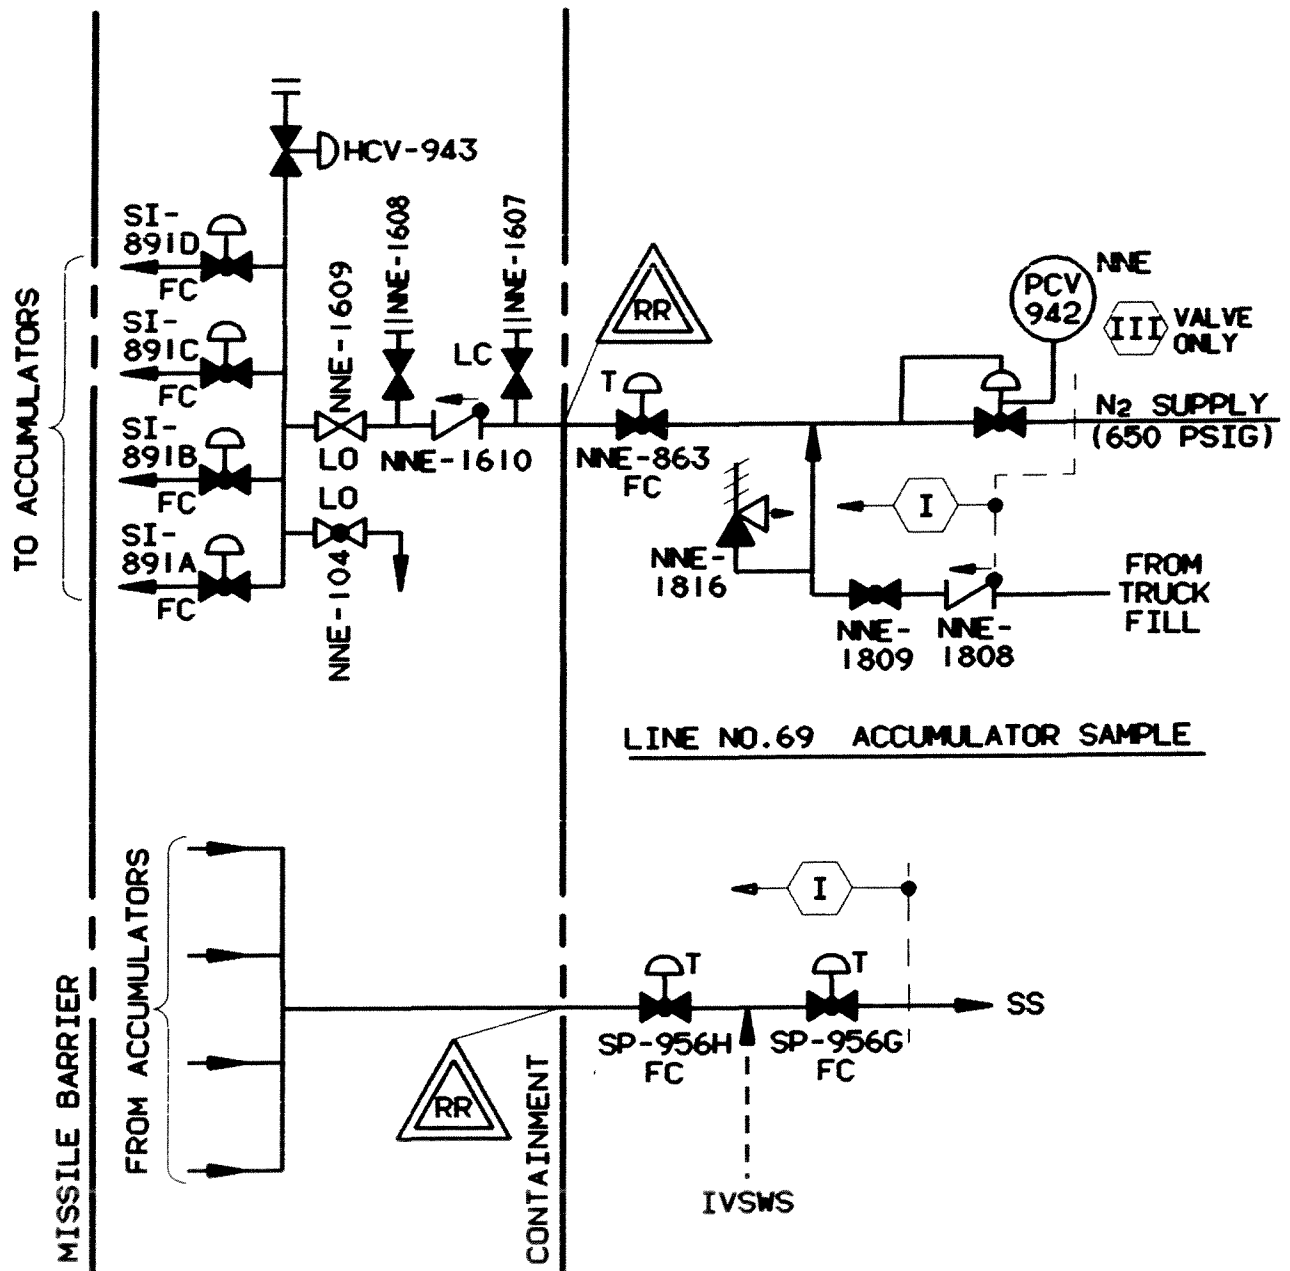 HCV-943
SI-
891D
FC
SI-
891C
FC
SI-
891B
FC
SI-
891A
FC
TO ACCUMULATORS
NNE-1609
LO
NNE-1608
NNE-1607
LC
NNE-1610
LO
NNE-104
RR
T
NNE-863
FC
PCV
942
NNE
III
VALVE
ONLY
N2 SUPPLY
(650 PSIG)
I
NNE-
1816
NNE-
1809
NNE-
1808
FROM
TRUCK
FILL
LINE NO.69 ACCUMULATOR SAMPLE
MISSILE BARRIER
FROM ACCUMULATORS
RR
CONTAINMENT
I
T
SP-956H
FC
T
SP-956G
FC
SS
IVSWS